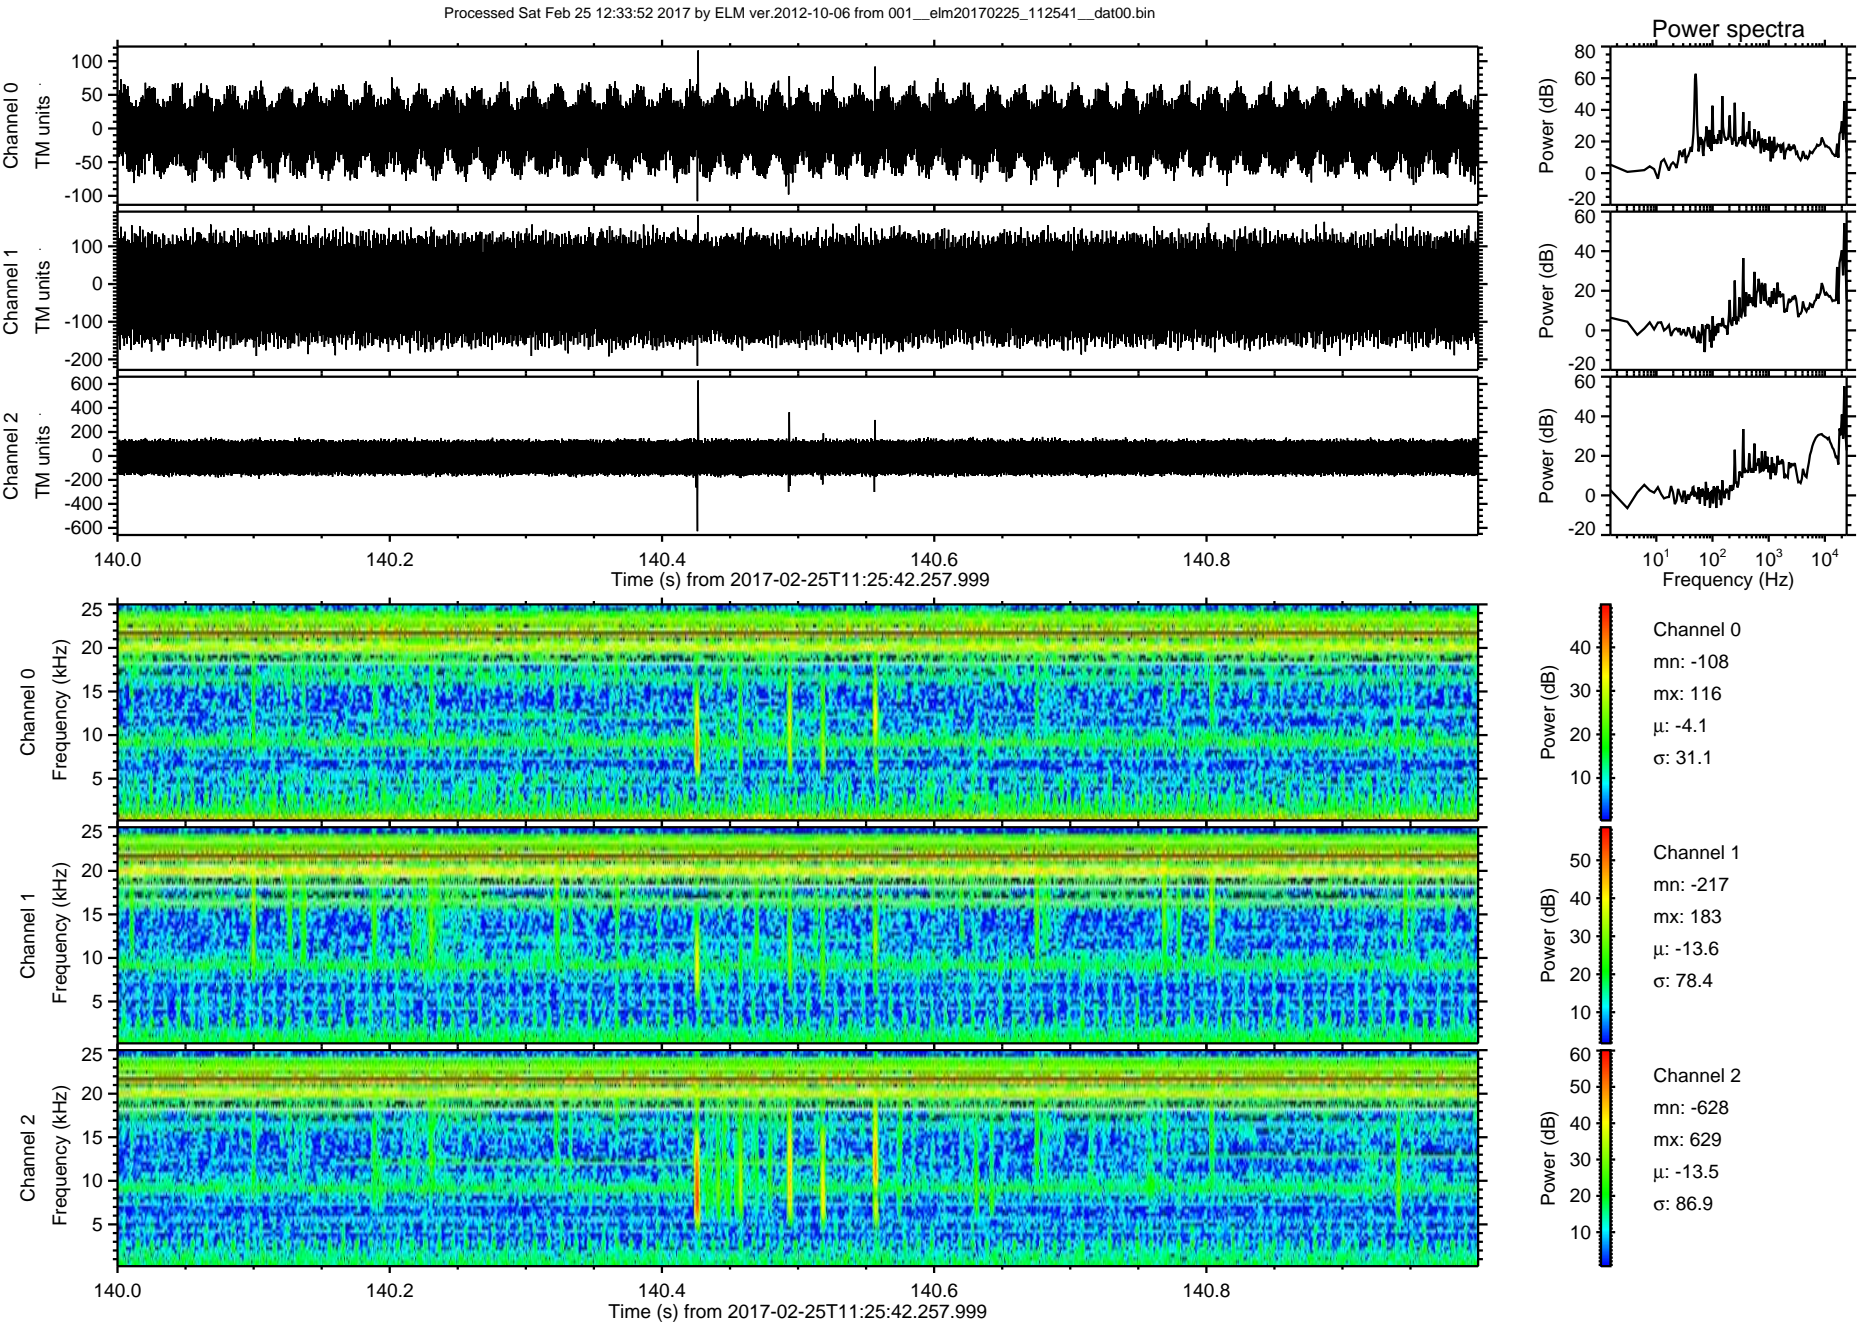 Processed Sat Feb 25 12:33:52 2017 by ELM ver.2012-10-06 from 001__elm20170225_112541__dat00.bin
Power spectra
Channel 0
TM units
100
50
0
-50
-100
Power (dB)
80
60
40
20
0
-20
Channel 1
TM units
100
0
-100
-200
Power (dB)
60
40
20
0
-20
Channel 2
TM units
600
400
200
0
-200
-400
-600
Power (dB)
60
40
20
0
-20
140.0 140.2 140.4 140.6 140.8
Time (s) from 2017-02-25T11:25:42.257.999
10¹ 10² 10³ 10⁴
Frequency (Hz)
Channel 0
Frequency (kHz)
25
20
15
10
5
Power (dB)
40
30
20
10
Channel 0
mn: -108
mx: 116
µ: -4.1
σ: 31.1
Channel 1
Frequency (kHz)
25
20
15
10
5
Power (dB)
50
40
30
20
10
Channel 1
mn: -217
mx: 183
µ: -13.6
σ: 78.4
Channel 2
Frequency (kHz)
25
20
15
10
5
Power (dB)
60
50
40
30
20
10
Channel 2
mn: -628
mx: 629
µ: -13.5
σ: 86.9
140.0 140.2 140.4 140.6 140.8
Time (s) from 2017-02-25T11:25:42.257.999